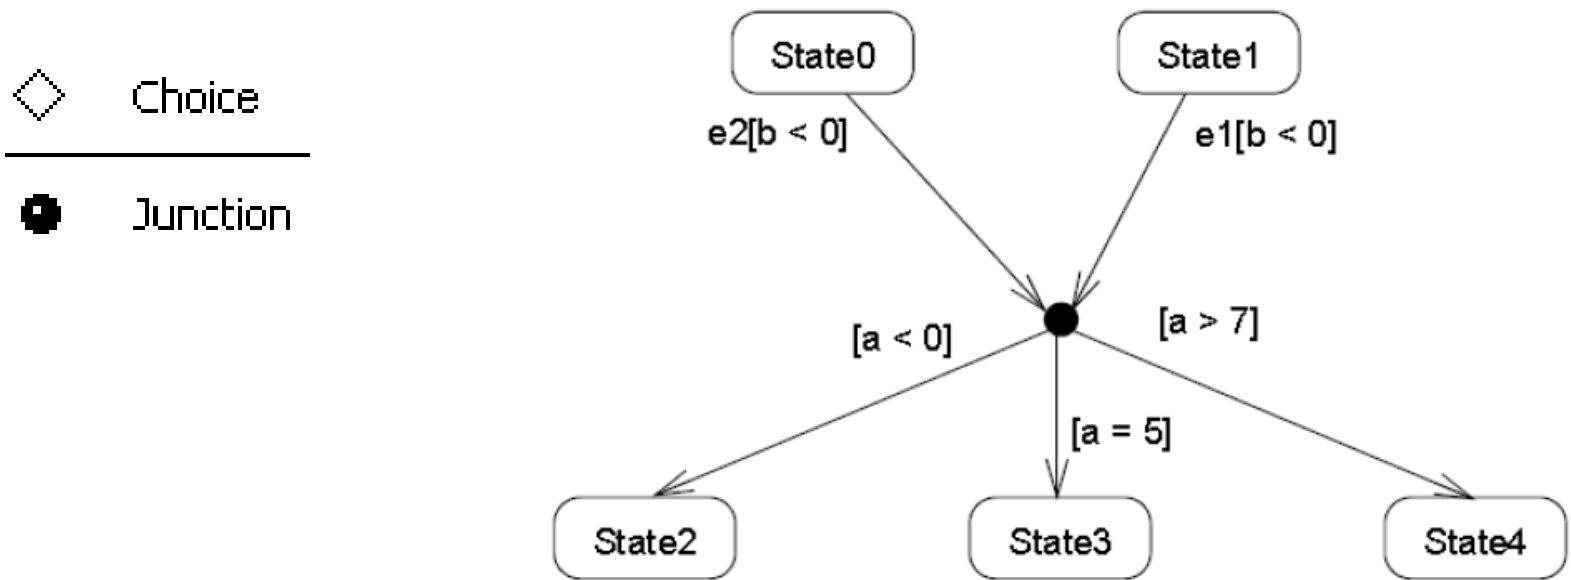 Choice
Junction
State0
State1
e2[b < 0]
e1[b < 0]
[a < 0]
[a > 7]
[a = 5]
State2
State3
State4